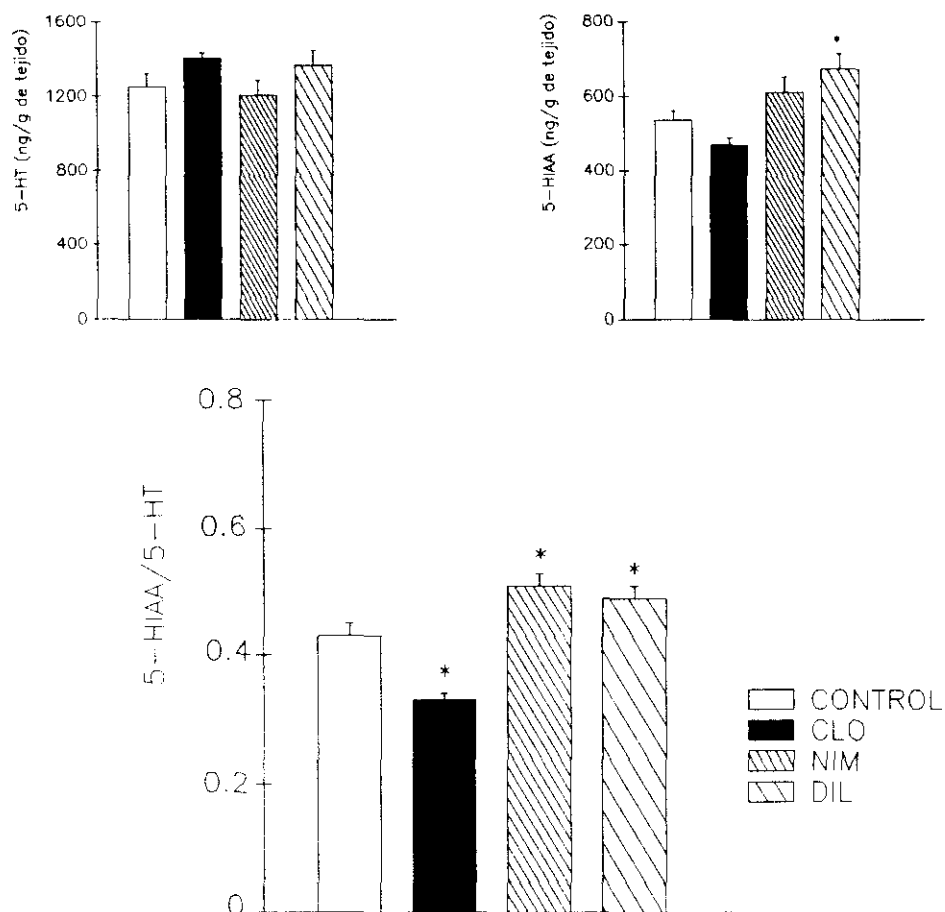 5-HT (ng/g de tejido)
1600
1200
800
400
0
5-HIAA (ng/g de tejido)
800
600
400
200
0
*
5-HIAA/5-HT
0.8
0.6
0.4
0.2
0
*
*
*
CONTROL
CLO
NIM
DIL